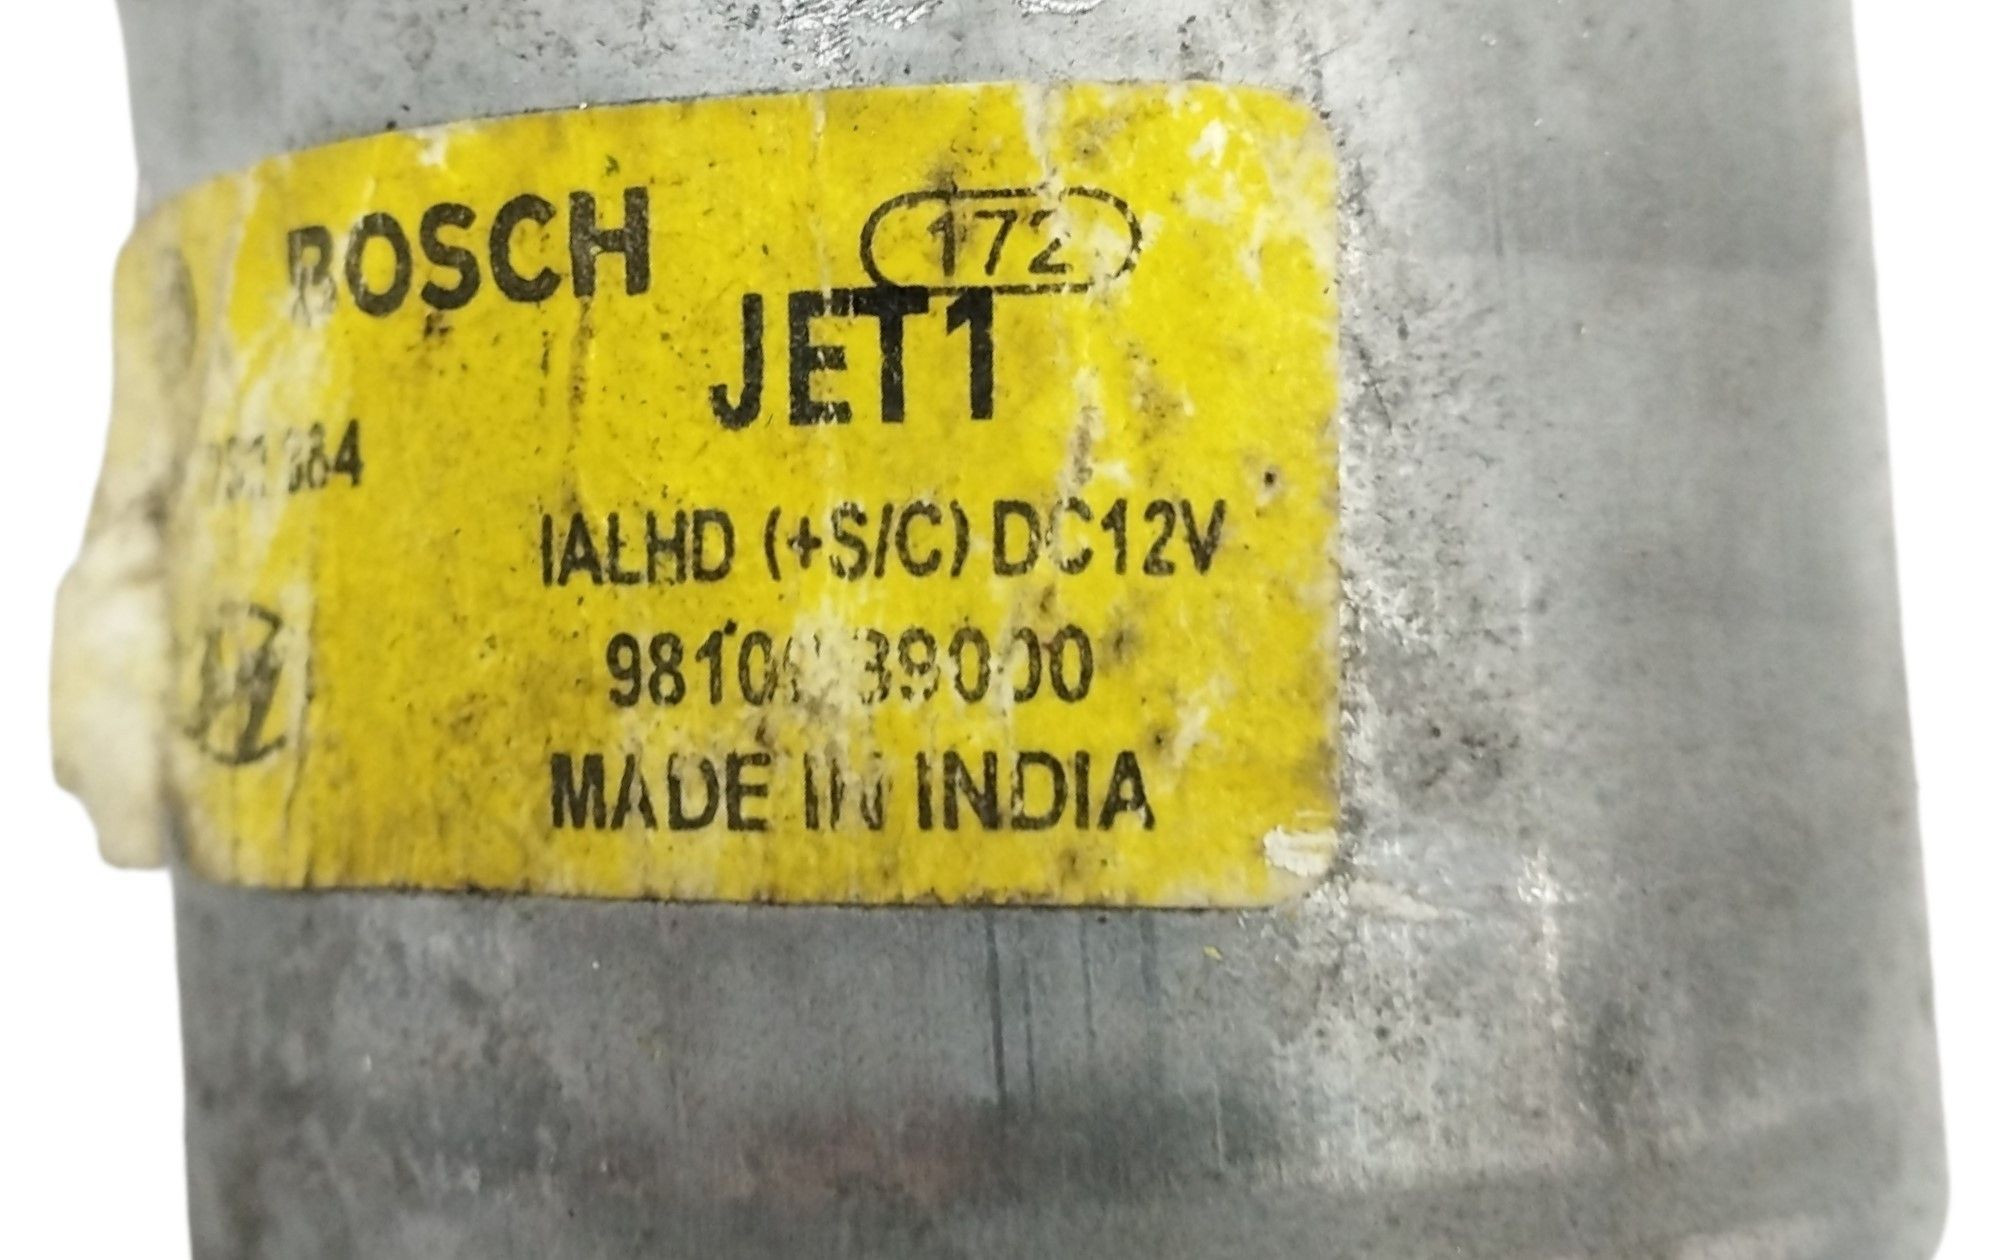 BOSCH 172
JET1
IALHD (+S/C) DC12V
MADE IN INDIA